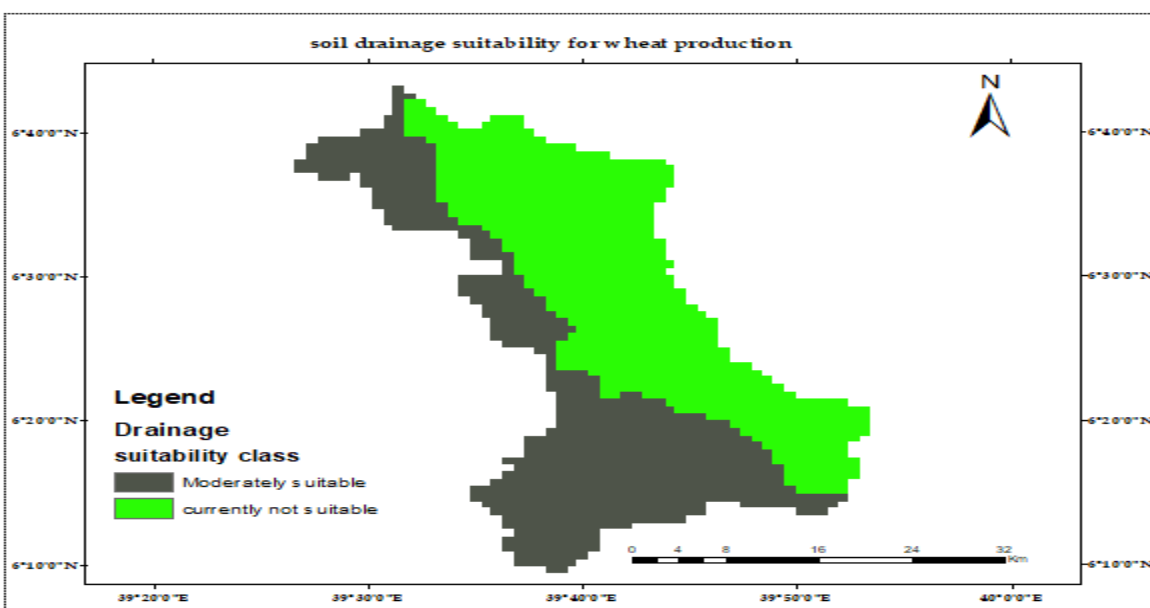 soil drainage suitability for wheat production
N
6°40'0"N 6°40'0"N
6°30'0"N 6°30'0"N
Legend
Drainage
suitability class
Moderately suitable
currently not suitable
6°20'0"N 6°20'0"N
0 4 8 16 24 32
Km
6°10'0"N 6°10'0"N
39°20'0"E 39°30'0"E 39°40'0"E 39°50'0"E 40°0'0"E